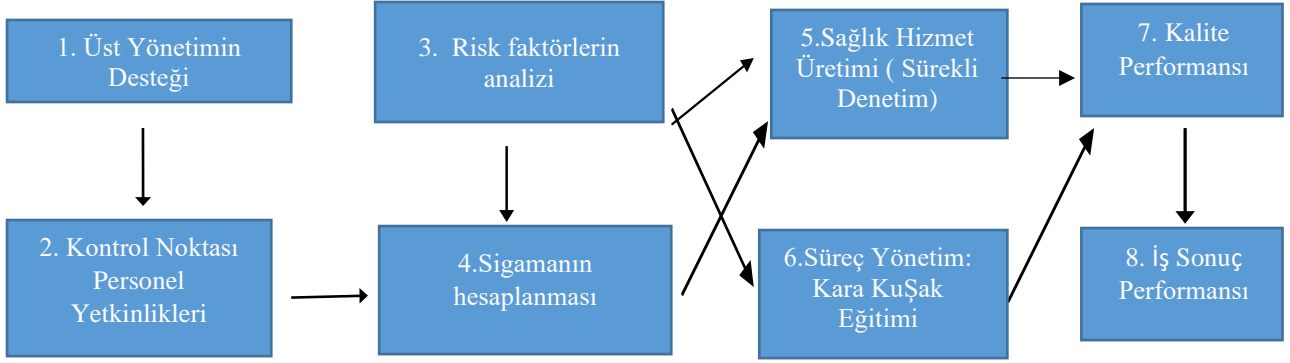 1. Üst Yönetimin
Desteği
2. Kontrol Noktası
Personel
Yetkinlikleri
3. Risk faktörlerin
analizi
4.Sigamanın
hesaplanması
5.Sağlık Hizmet
Üretimi ( Sürekli
Denetim)
6.Süreç Yönetim:
Kara KuŞak
Eğitimi
7. Kalite
Performansı
8. İş Sonuç
Performansı